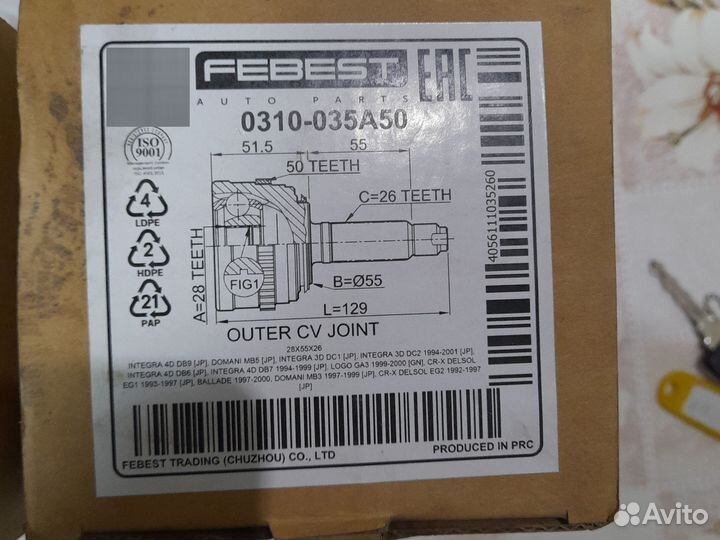 FEBEST
EAC
AUTO PARTS
0310-035A50
ISO
9001
51.5
55
50 TEETH
C=26 TEETH
4
LDPE
2
HDPE
21
PAP
A=28 TEETH
FIG1
B=Ø55
L=129
4056111035260
OUTER CV JOINT
28X55X26
INTEGRA 4D DB9 [JP], DOMANI MB5 [JP], INTEGRA 3D DC1 [JP], INTEGRA 3D DC2 1994-2001 [JP],
INTEGRA 4D DB6 [JP], INTEGRA 4D DB7 1994-1999 [JP], LOGO GA3 1999-2000 [GN], CR-X DELSOL
EG1 1993-1997 [JP], BALLADE 1997-2000, DOMANI MB3 1997-1999 [JP], CR-X DELSOL EG2 1992-1997
[JP]
FEBEST TRADING (CHUZHOU) CO., LTD
PRODUCED IN PRC
Avito